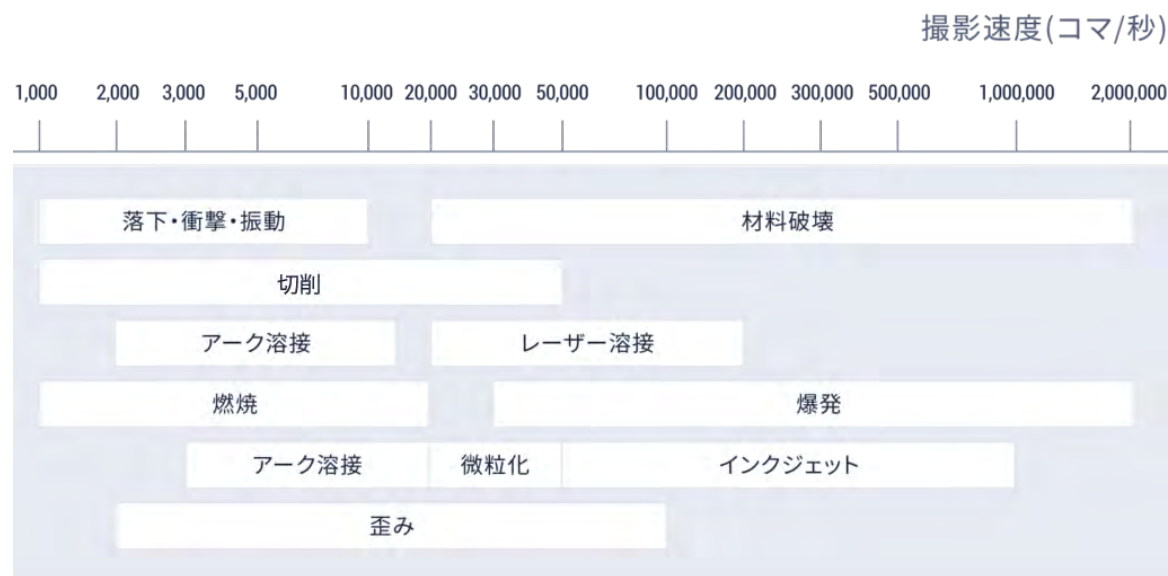 撮影速度(コマ/秒)
1,000 2,000 3,000 5,000 10,000 20,000 30,000 50,000 100,000 200,000 300,000 500,000 1,000,000 2,000,000
落下・衝撃・振動 材料破壊
切削
アーク溶接 レーザー溶接
燃焼 爆発
アーク溶接 微粒化 インクジェット
歪み